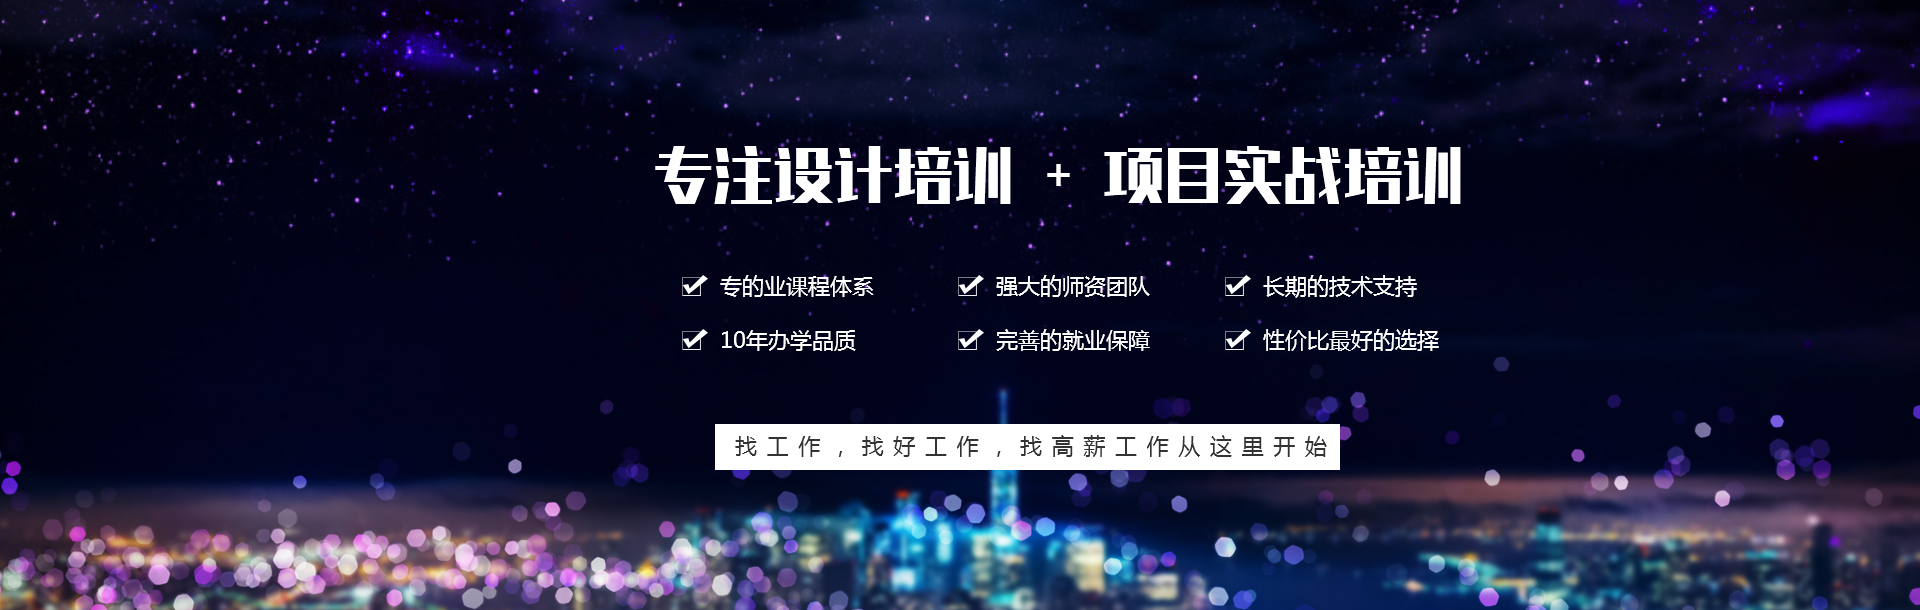 专注设计培训 + 项目实战培训
专的业课程体系 强大的师资团队 长期的技术支持
10年办学品质 完善的就业保障 性价比最好的选择
找工作，找好工作，找高薪工作从这里开始